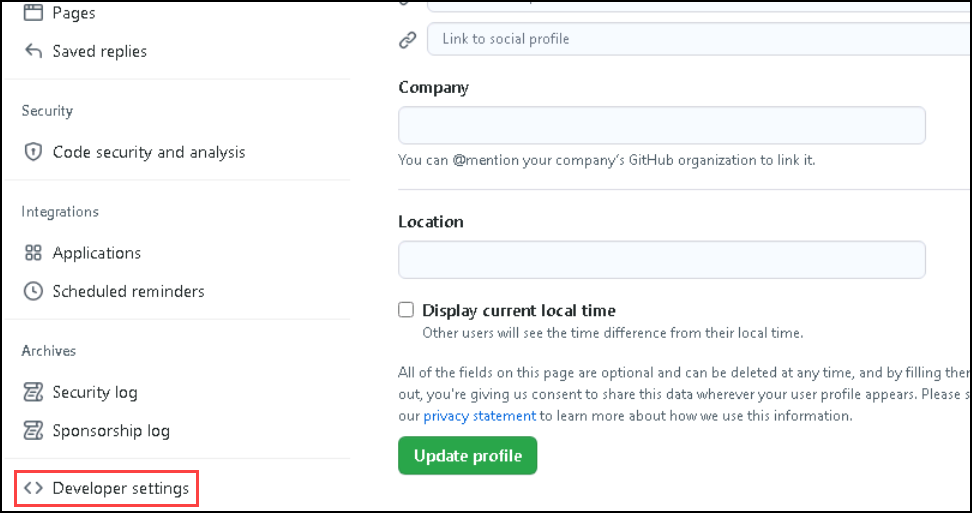 Pages
Saved replies
Security
Code security and analysis
Integrations
Applications
Scheduled reminders
Archives
Security log
Sponsorship log
Developer settings
Link to social profile
Company
You can @mention your company's GitHub organization to link it.
Location
Display current local time
Other users will see the time difference from their local time.
All of the fields on this page are optional and can be deleted at any time, and by filling
out, you're giving us consent to share this data wherever your user profile appears. Please
our privacy statement to learn more about how we use this information.
Update profile